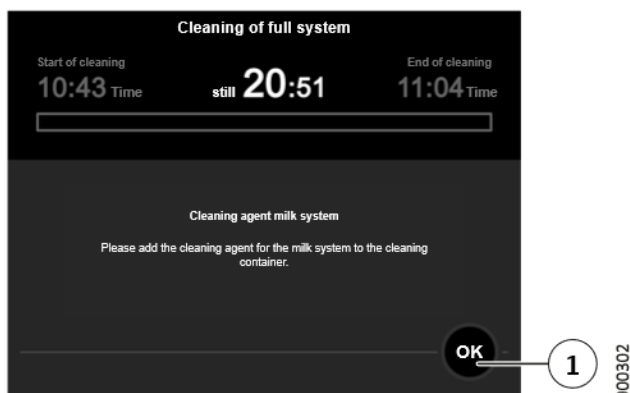 Cleaning of full system
Start of cleaning
End of cleaning
10:43 Time
still 20:51
11:04 Time
Cleaning agent milk system
Please add the cleaning agent for the milk system to the cleaning
container.
OK
1
000302